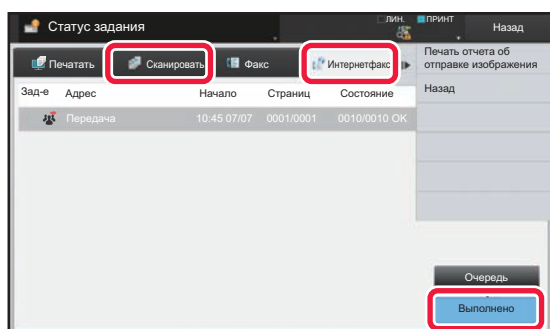 Статус задания
ЛИН.
ПРИНТ
Назад
Печатать
Сканировать
Факс
Интернетфакс
Печать отчета об
отправке изображения
Зад-е Адрес Начало Страниц Состояние
Назад
Передача 10:45 07/07 0001/0001 0010/0010 OK
Очередь
Выполнено